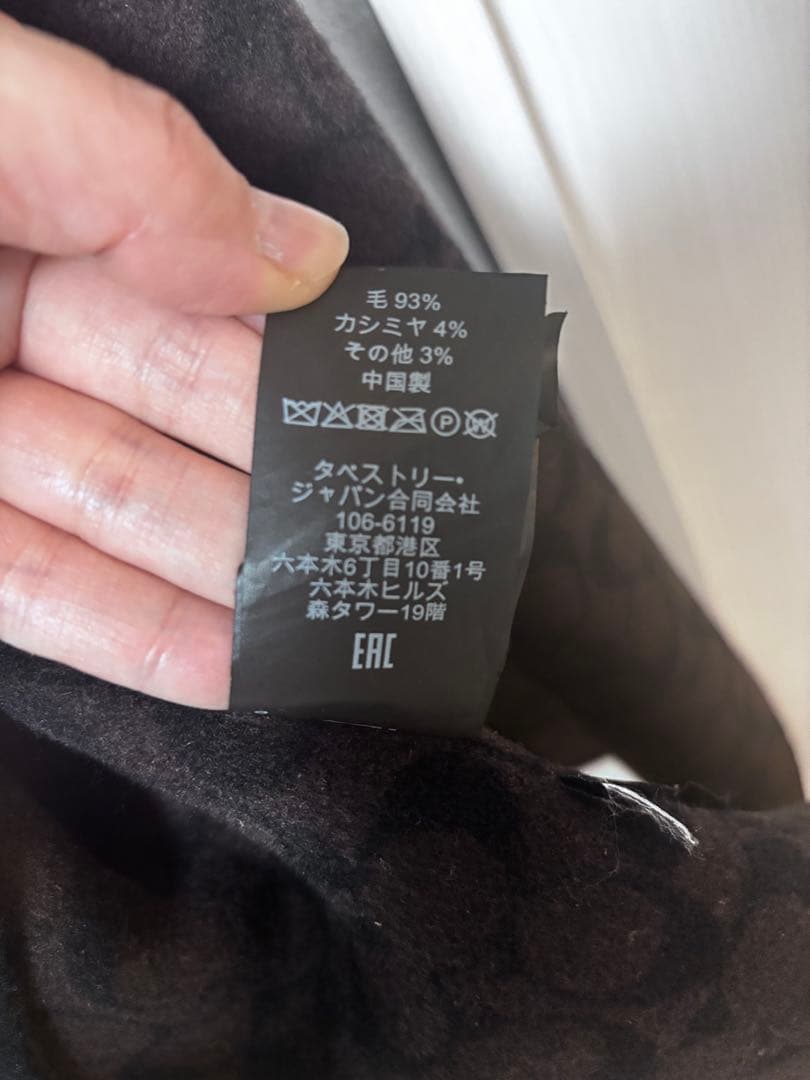 毛 93%
カシミヤ 4%
その他 3%
中国製
P W
タペストリー・
ジャパン合同会社
106-6119
東京都港区
六本木6丁目10番1号
六本木ヒルズ
森タワー19階
EAC